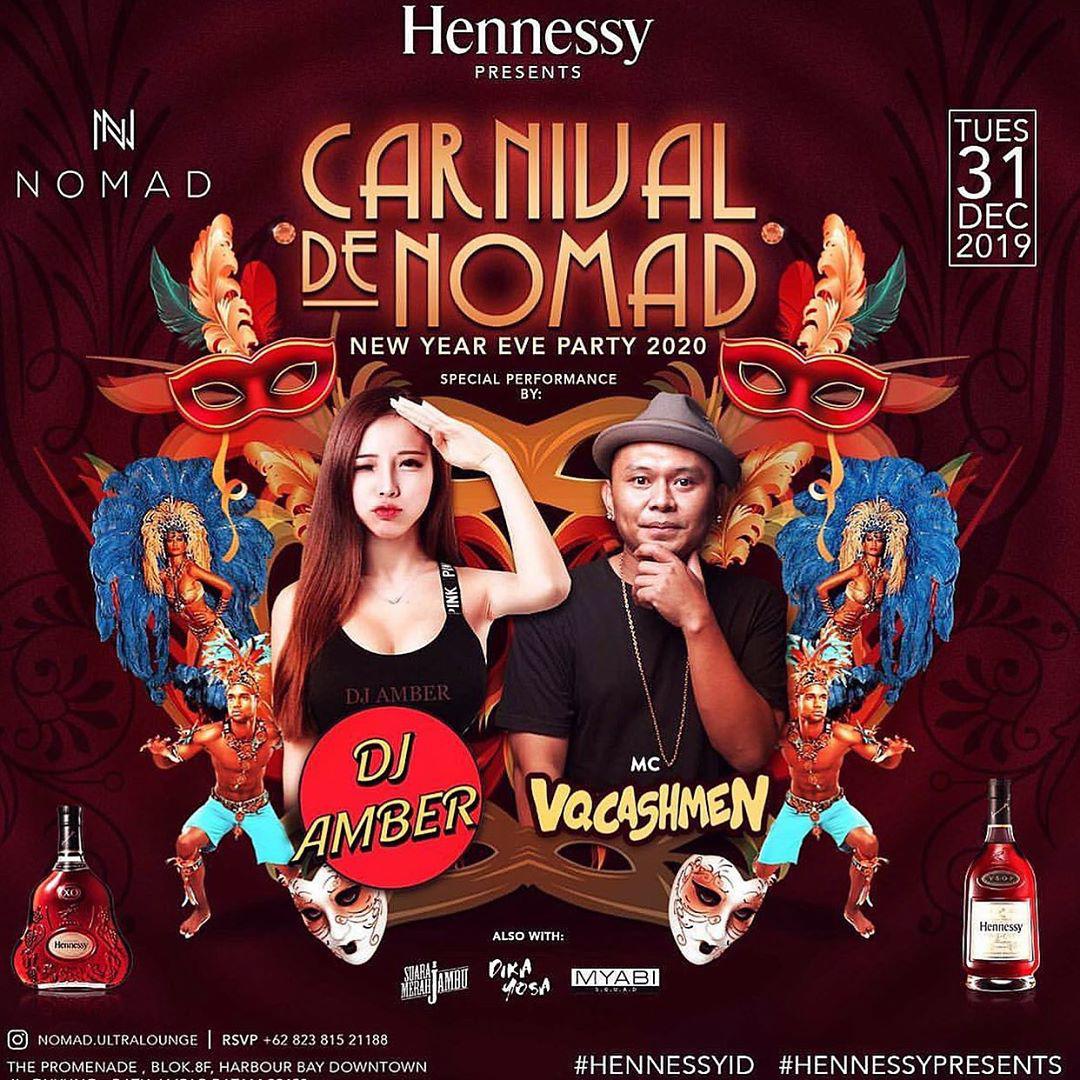 Hennessy
PRESENTS
NOMAD
CARNIVAL
DE NOMAD
TUES
31
DEC
2019
NEW YEAR EVE PARTY 2020
SPECIAL PERFORMANCE
BY:
PINK PIN
DJ AMBER
DJ
AMBER
MC
VQCASHMEN
XO
Hennessy
V.S.O.P
Hennessy
ALSO WITH:
SUARA
MERAH JAMBU
DIKA
YOSA
MYABI
S.Q.U.A.D
NOMAD.ULTRALOUNGE | RSVP +62 823 815 21188
THE PROMENADE , BLOK.8F, HARBOUR BAY DOWNTOWN
#HENNESSYID #HENNESSYPRESENTS